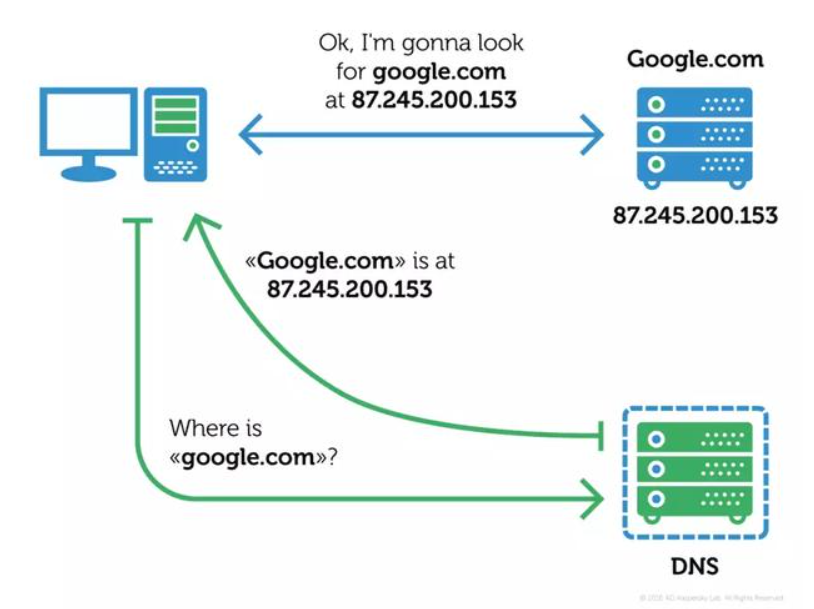 Ok, I'm gonna look
for google.com
at 87.245.200.153
Google.com
87.245.200.153
«Google.com» is at
87.245.200.153
Where is
«google.com»?
DNS
© 2016 AO Kaspersky Lab. All Rights Reserved.